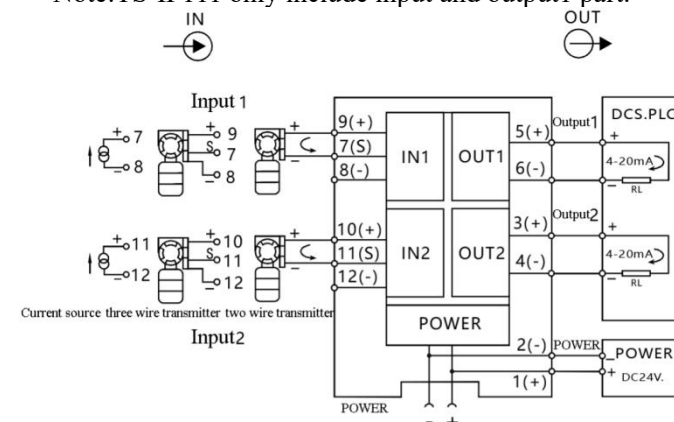 Note:TS-II-111 only include input and output1 part.
IN
OUT
Input 1
+ 7
8
+ 9
S 7
8
+
9(+)
7(S)
8(-)
IN1
OUT1
5(+)
6(-)
Output1
DCS.PLC
+
4-20mA
RL
+ 11
12
+ 10
S 11
12
+
10(+)
11(S)
12(-)
IN2
OUT2
3(+)
4(-)
Output2
+
4-20mA
RL
Current source three wire transmitter two wire transmitter
Input2
POWER
2(-)
POWER
1(+)
POWER
+ DC24V.
POWER
- +